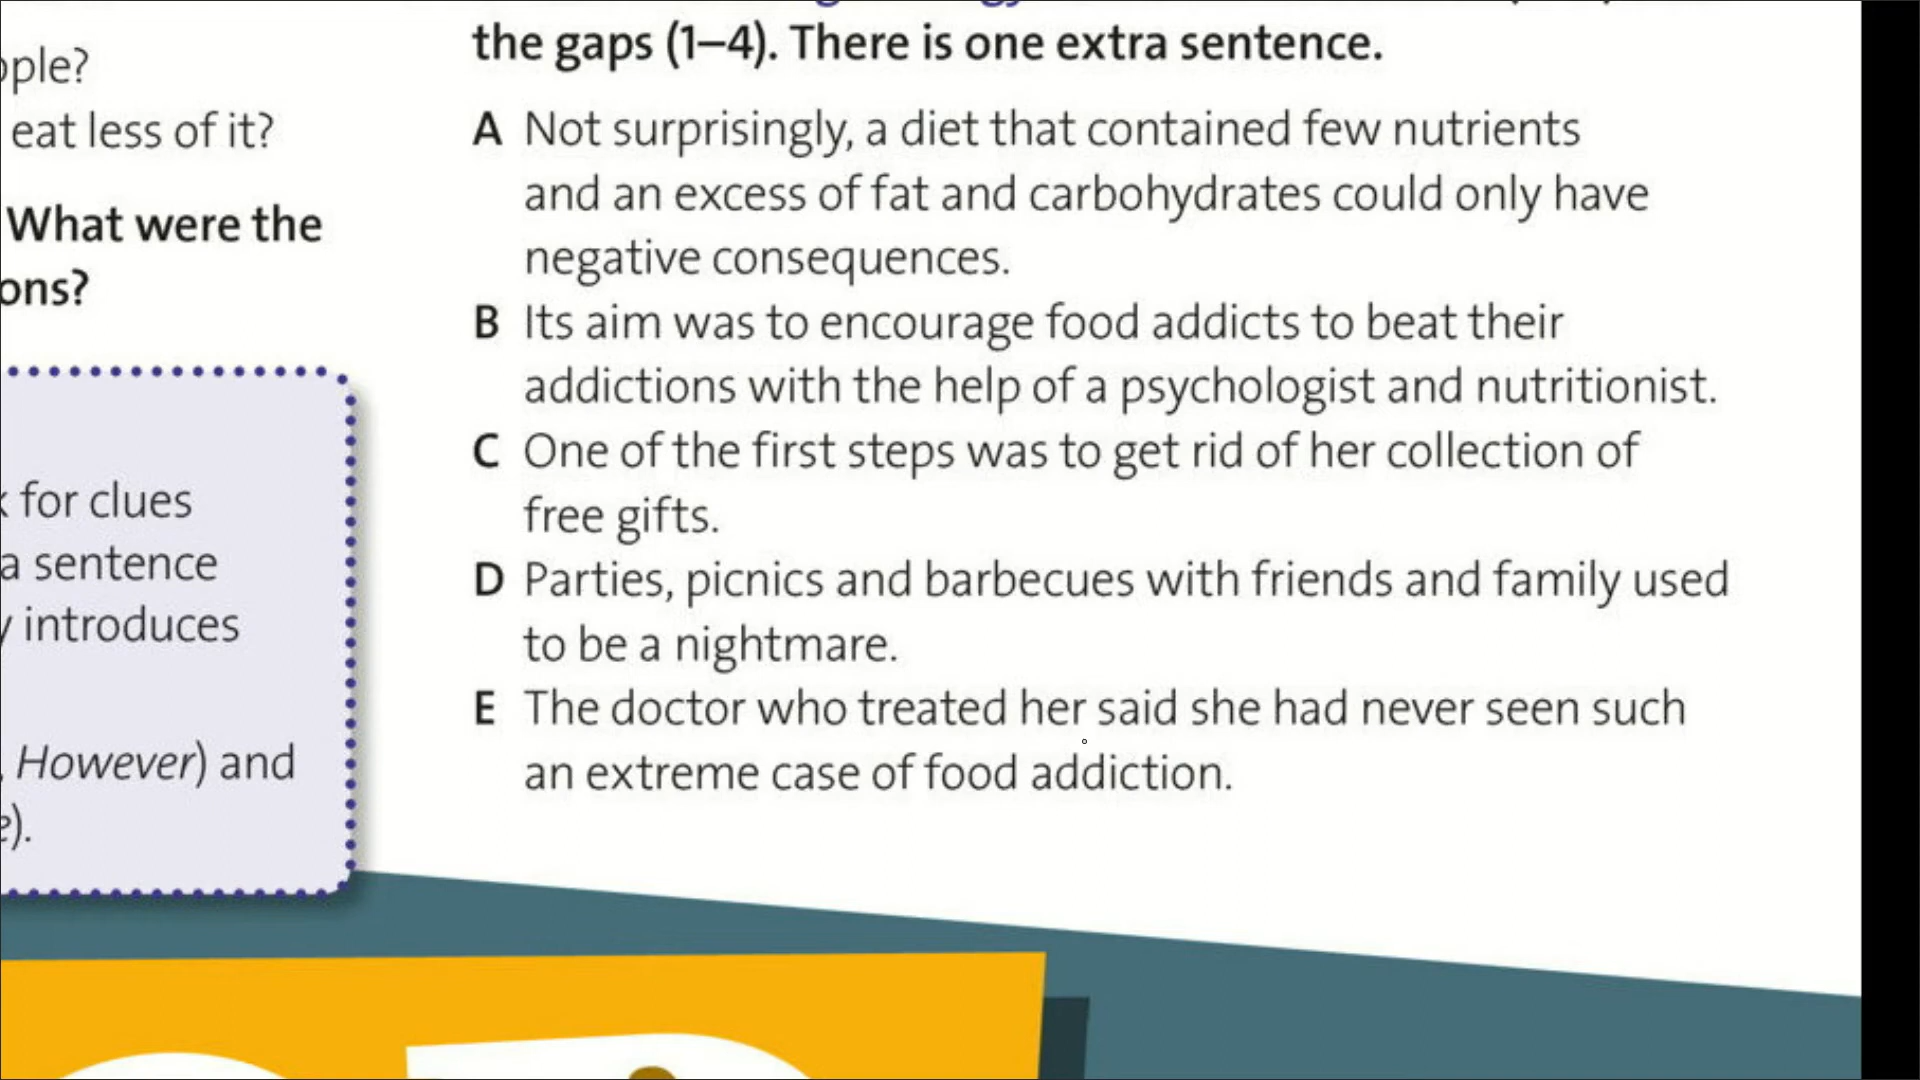 ople?
eat less of it?
What were the
ons?
for clues
a sentence
y introduces
, However) and
e).
the gaps (1–4). There is one extra sentence.
A Not surprisingly, a diet that contained few nutrients
and an excess of fat and carbohydrates could only have
negative consequences.
B Its aim was to encourage food addicts to beat their
addictions with the help of a psychologist and nutritionist.
C One of the first steps was to get rid of her collection of
free gifts.
D Parties, picnics and barbecues with friends and family used
to be a nightmare.
E The doctor who treated her said she had never seen such
an extreme case of food addiction.